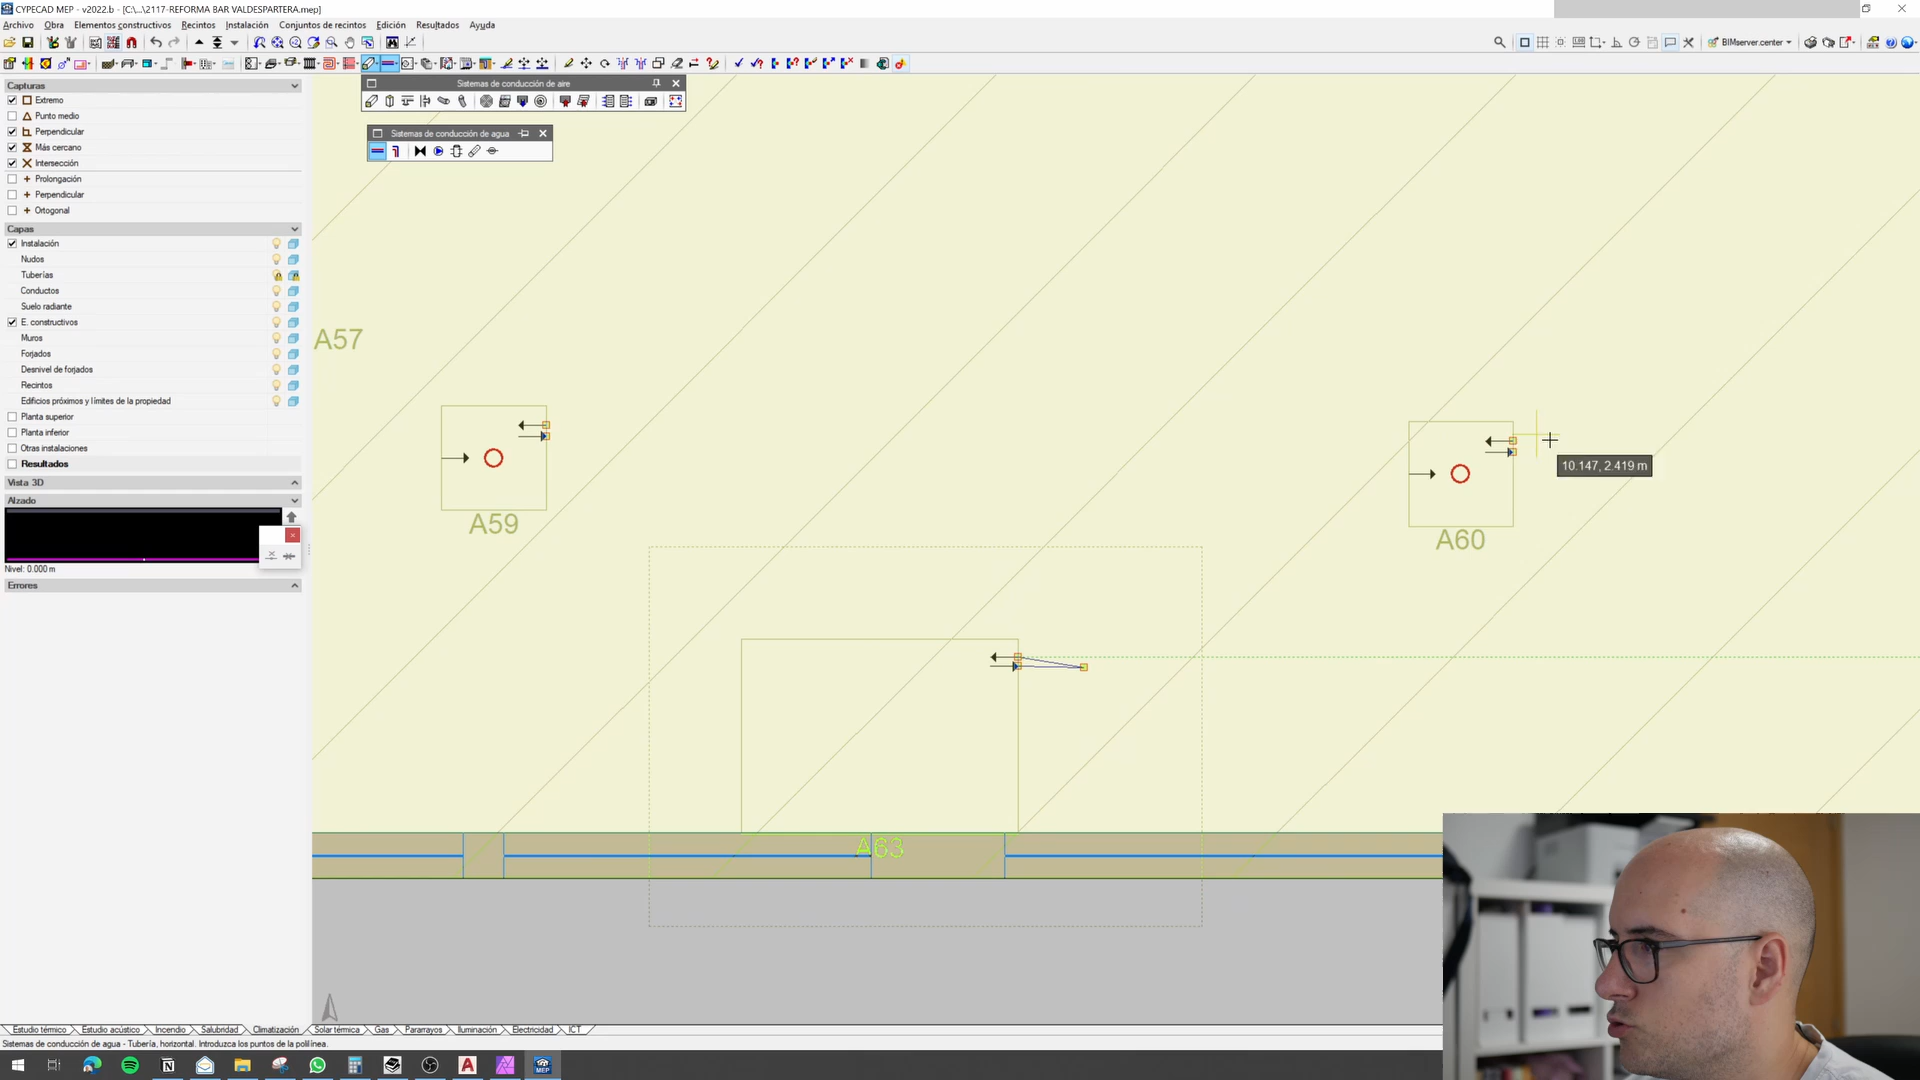 CYPECAD MEP - v2022.b - [C:\...\2117-REFORMA BAR VALDESPARTERA.mep]
Archivo Obra Elementos constructivos Recintos Instalación Conjuntos de recintos Edición Resultados Ayuda
BIMserver.center
Capturas
Extremo
Punto medio
Perpendicular
Más cercano
Intersección
Prolongación
Perpendicular
Ortogonal
Capas
Instalación
Nudos
Tuberías
Conductos
Suelo radiante
E. constructivos
Muros
Forjados
Desnivel de forjados
Recintos
Edificios próximos y límites de la propiedad
Planta superior
Planta inferior
Otras instalaciones
Resultados
Vista 3D
Alzado
Nivel: 0.000 m
Errores
Sistemas de conducción de aire
Sistemas de conducción de agua
A57
A59
A60
10.147, 2.419 m
A63
Estudio térmico Estudio acústico Incendio Salubridad Climatización Solar térmica Gas Pararrayos Iluminación Electricidad ICT
Sistemas de conducción de agua - Tubería, horizontal. Introduzca los puntos de la polilínea.
MEP